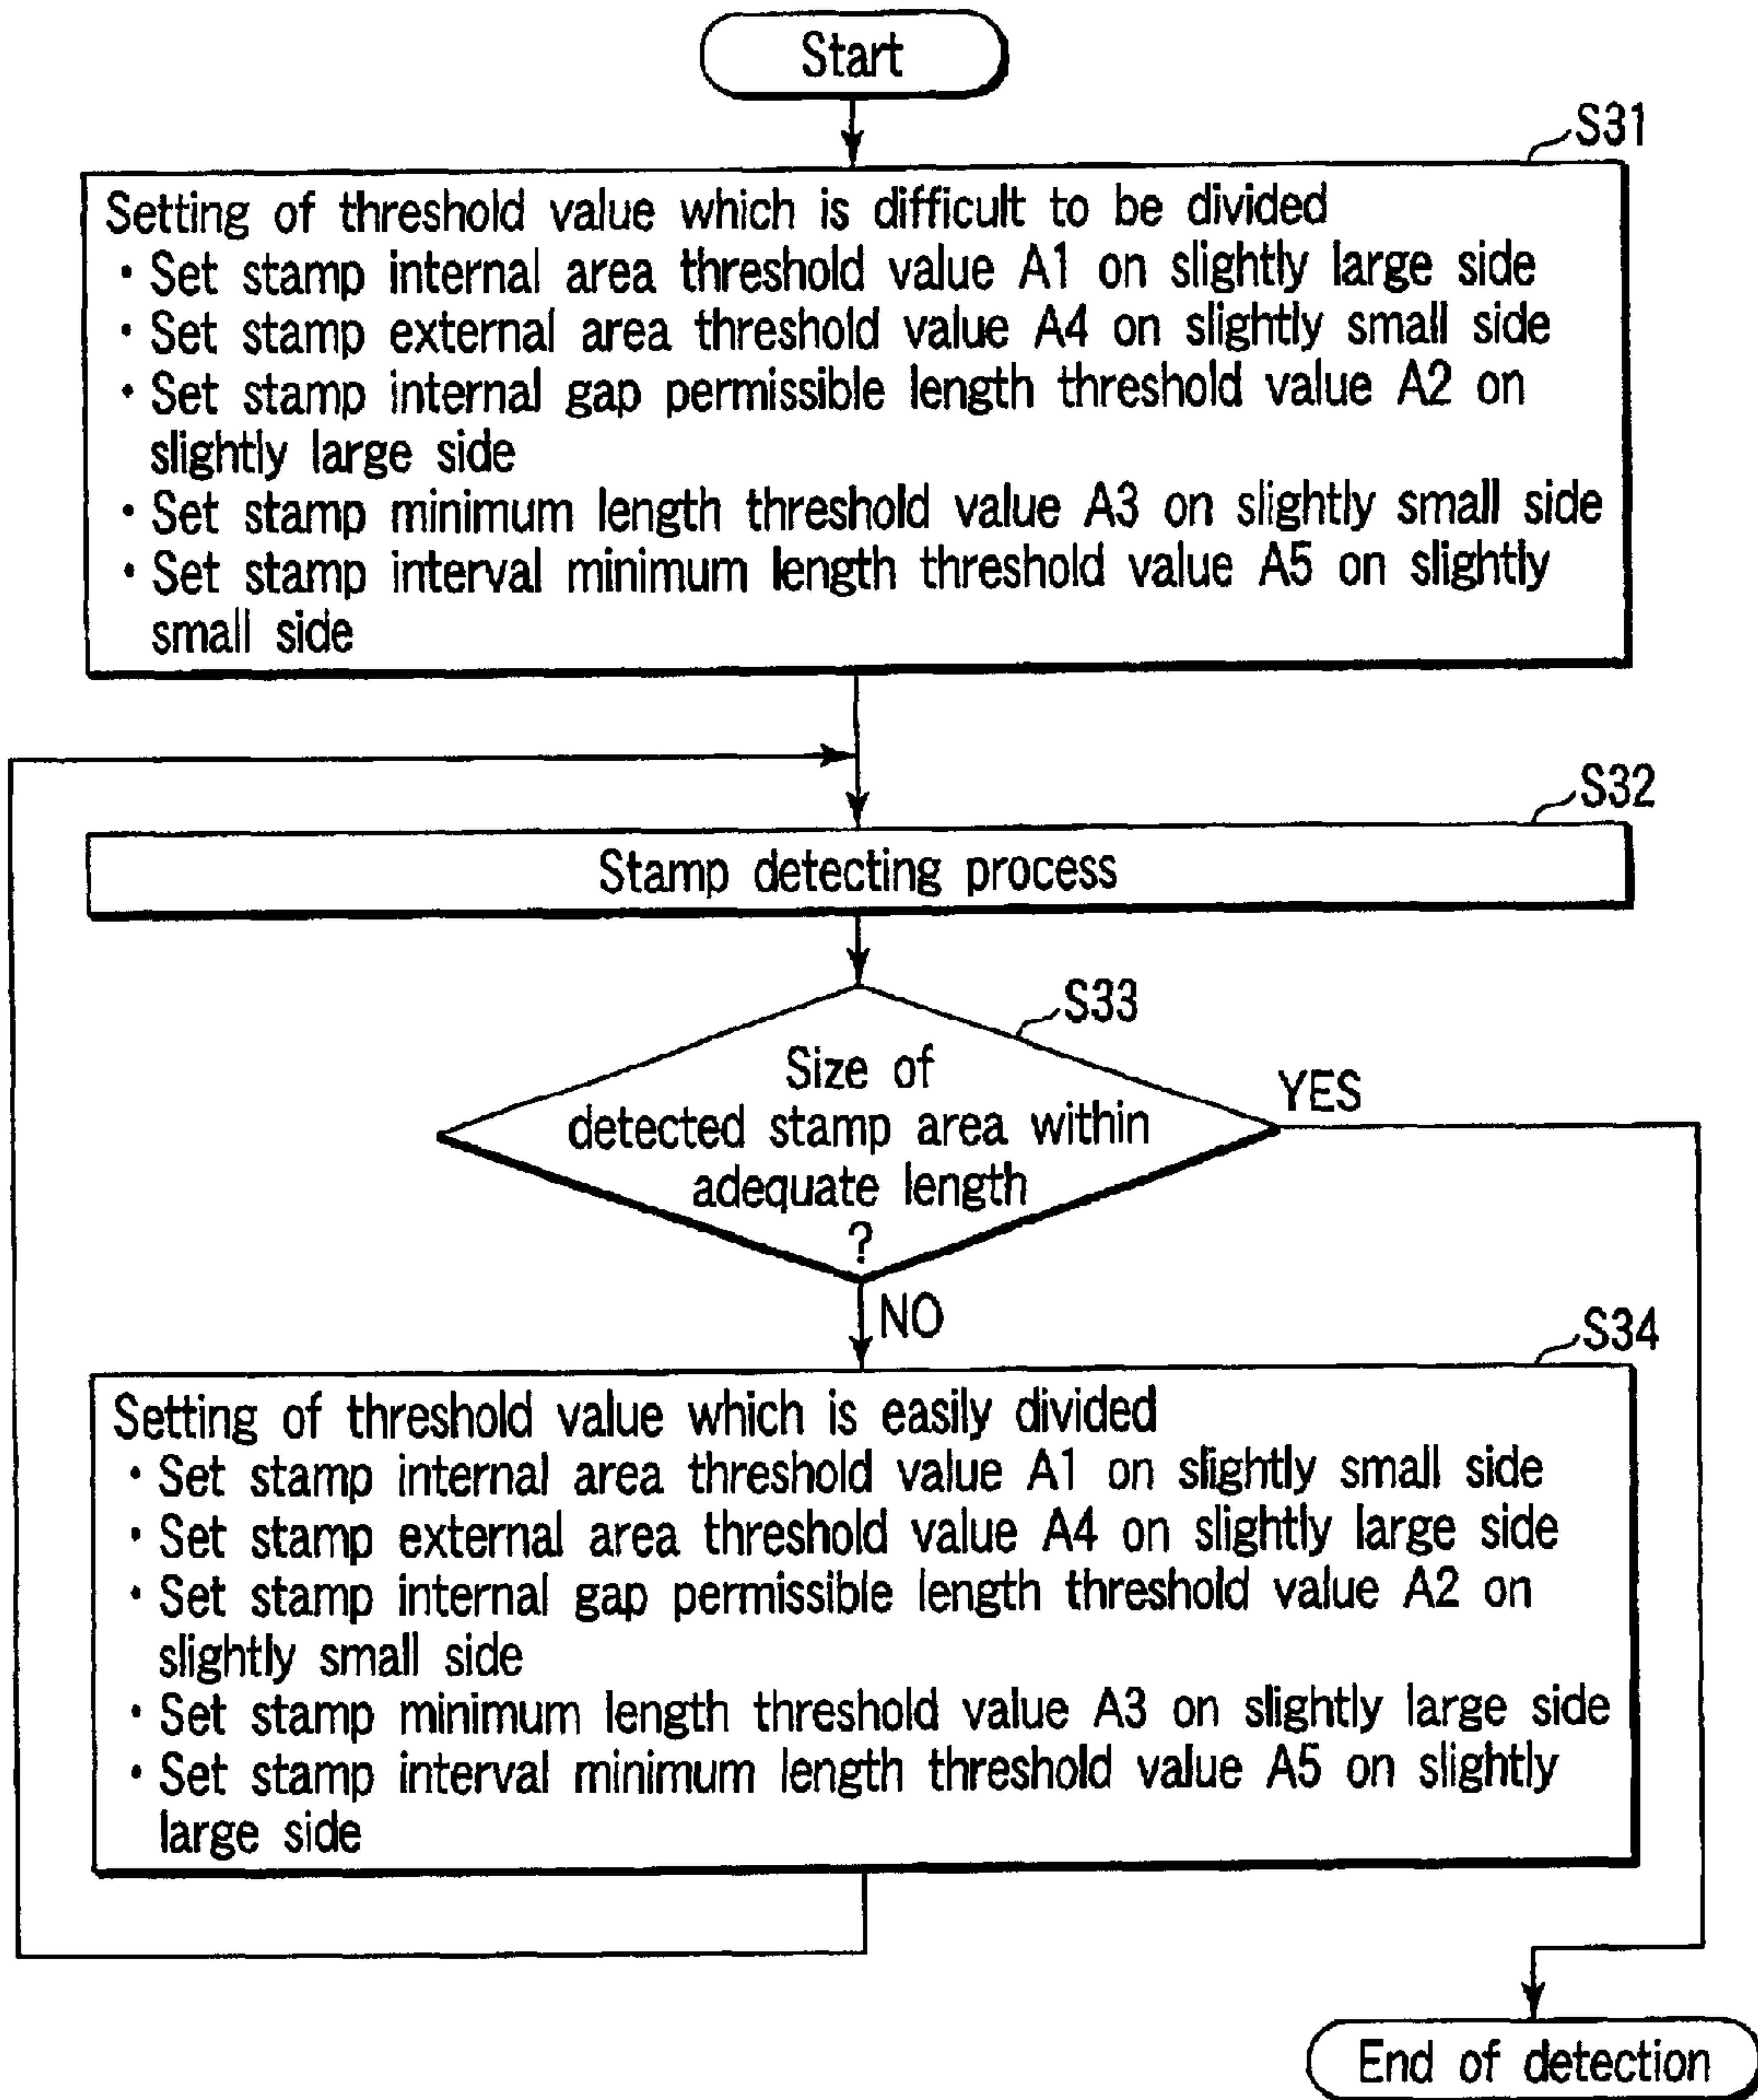 Start
S31
Setting of threshold value which is difficult to be divided
・Set stamp internal area threshold value A1 on slightly large side
・Set stamp external area threshold value A4 on slightly small side
・Set stamp internal gap permissible length threshold value A2 on
slightly large side
・Set stamp minimum length threshold value A3 on slightly small side
・Set stamp interval minimum length threshold value A5 on slightly
small side
S32
Stamp detecting process
S33
Size of
detected stamp area within
adequate length
?
YES
NO
S34
Setting of threshold value which is easily divided
・Set stamp internal area threshold value A1 on slightly small side
・Set stamp external area threshold value A4 on slightly large side
・Set stamp internal gap permissible length threshold value A2 on
slightly small side
・Set stamp minimum length threshold value A3 on slightly large side
・Set stamp interval minimum length threshold value A5 on slightly
large side
End of detection